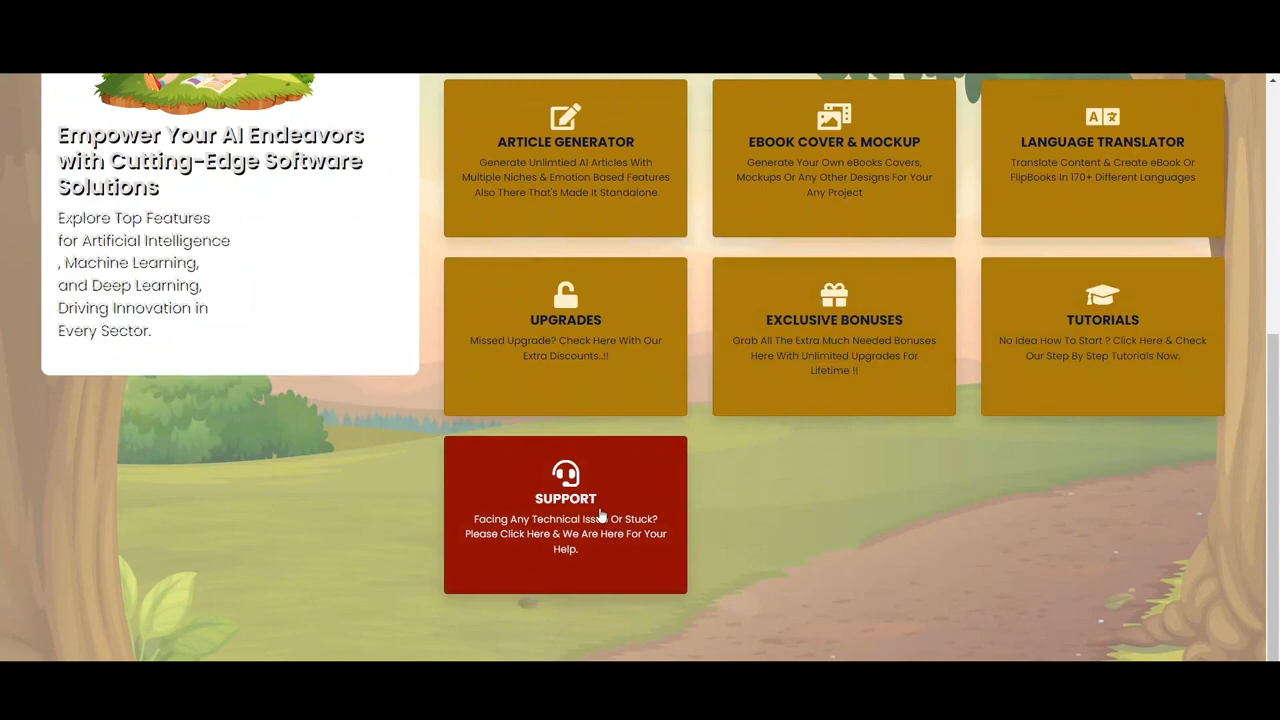 Empower Your AI Endeavors
with Cutting-Edge Software
Solutions
Explore Top Features
for Artificial Intelligence
, Machine Learning,
and Deep Learning,
Driving Innovation in
Every Sector.
ARTICLE GENERATOR
Generate Unlimtied AI Articles With
Multiple Niches & Emotion Based Features
Also There That's Made It Standalone
EBOOK COVER & MOCKUP
Generate Your Own eBooks Covers,
Mockups Or Any Other Designs For Your
Any Project
LANGUAGE TRANSLATOR
Translate Content & Create eBook Or
FlipBooks In 170+ Different Languages
UPGRADES
Missed Upgrade? Check Here With Our
Extra Discounts..!!
EXCLUSIVE BONUSES
Grab All The Extra Much Needed Bonuses
Here With Unlimited Upgrades For
Lifetime !!
TUTORIALS
No Idea How To Start ? Click Here & Check
Our Step By Step Tutorials Now.
SUPPORT
Facing Any Technical Issue Or Stuck?
Please Click Here & We Are Here For Your
Help.